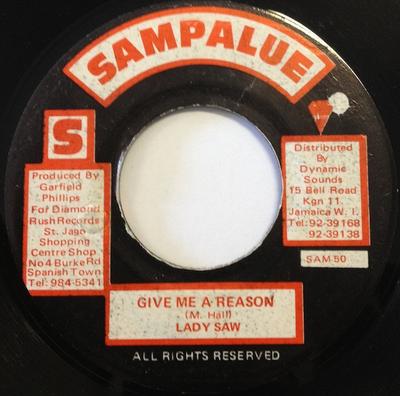 SAMPALUE
S
Produced By
Garfield
Phillips
For Diamond
Rush Records
St. Jago
Shopping
Centre Shop
No 4 Burke Rd
Spanish Town
Tel: 984-5341
Distributed
By
Dynamic
Sounds
15 Bell Road
Kgn 11.
Jamaica W. I.
Tel: 92-39168
92-39138
SAM 50
GIVE ME A REASON
(M. Hall)
LADY SAW
ALL RIGHTS RESERVED